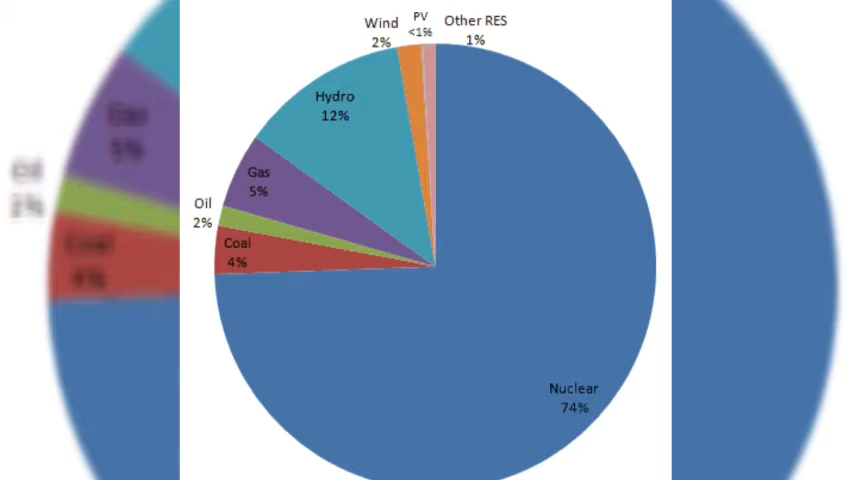 Wind
2%
PV
<1%
Other RES
1%
Hydro
12%
Gas
5%
Oil
2%
Coal
4%
Nuclear
74%